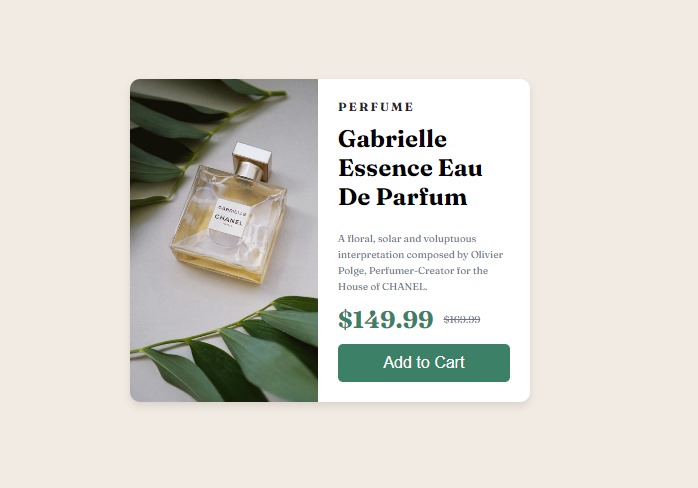 GABRIELLE
CHANEL
PERFUME
Gabrielle
Essence Eau
De Parfum
A floral, solar and voluptuous
interpretation composed by Olivier
Polge, Perfumer-Creator for the
House of CHANEL.
$149.99 $169.99
Add to Cart